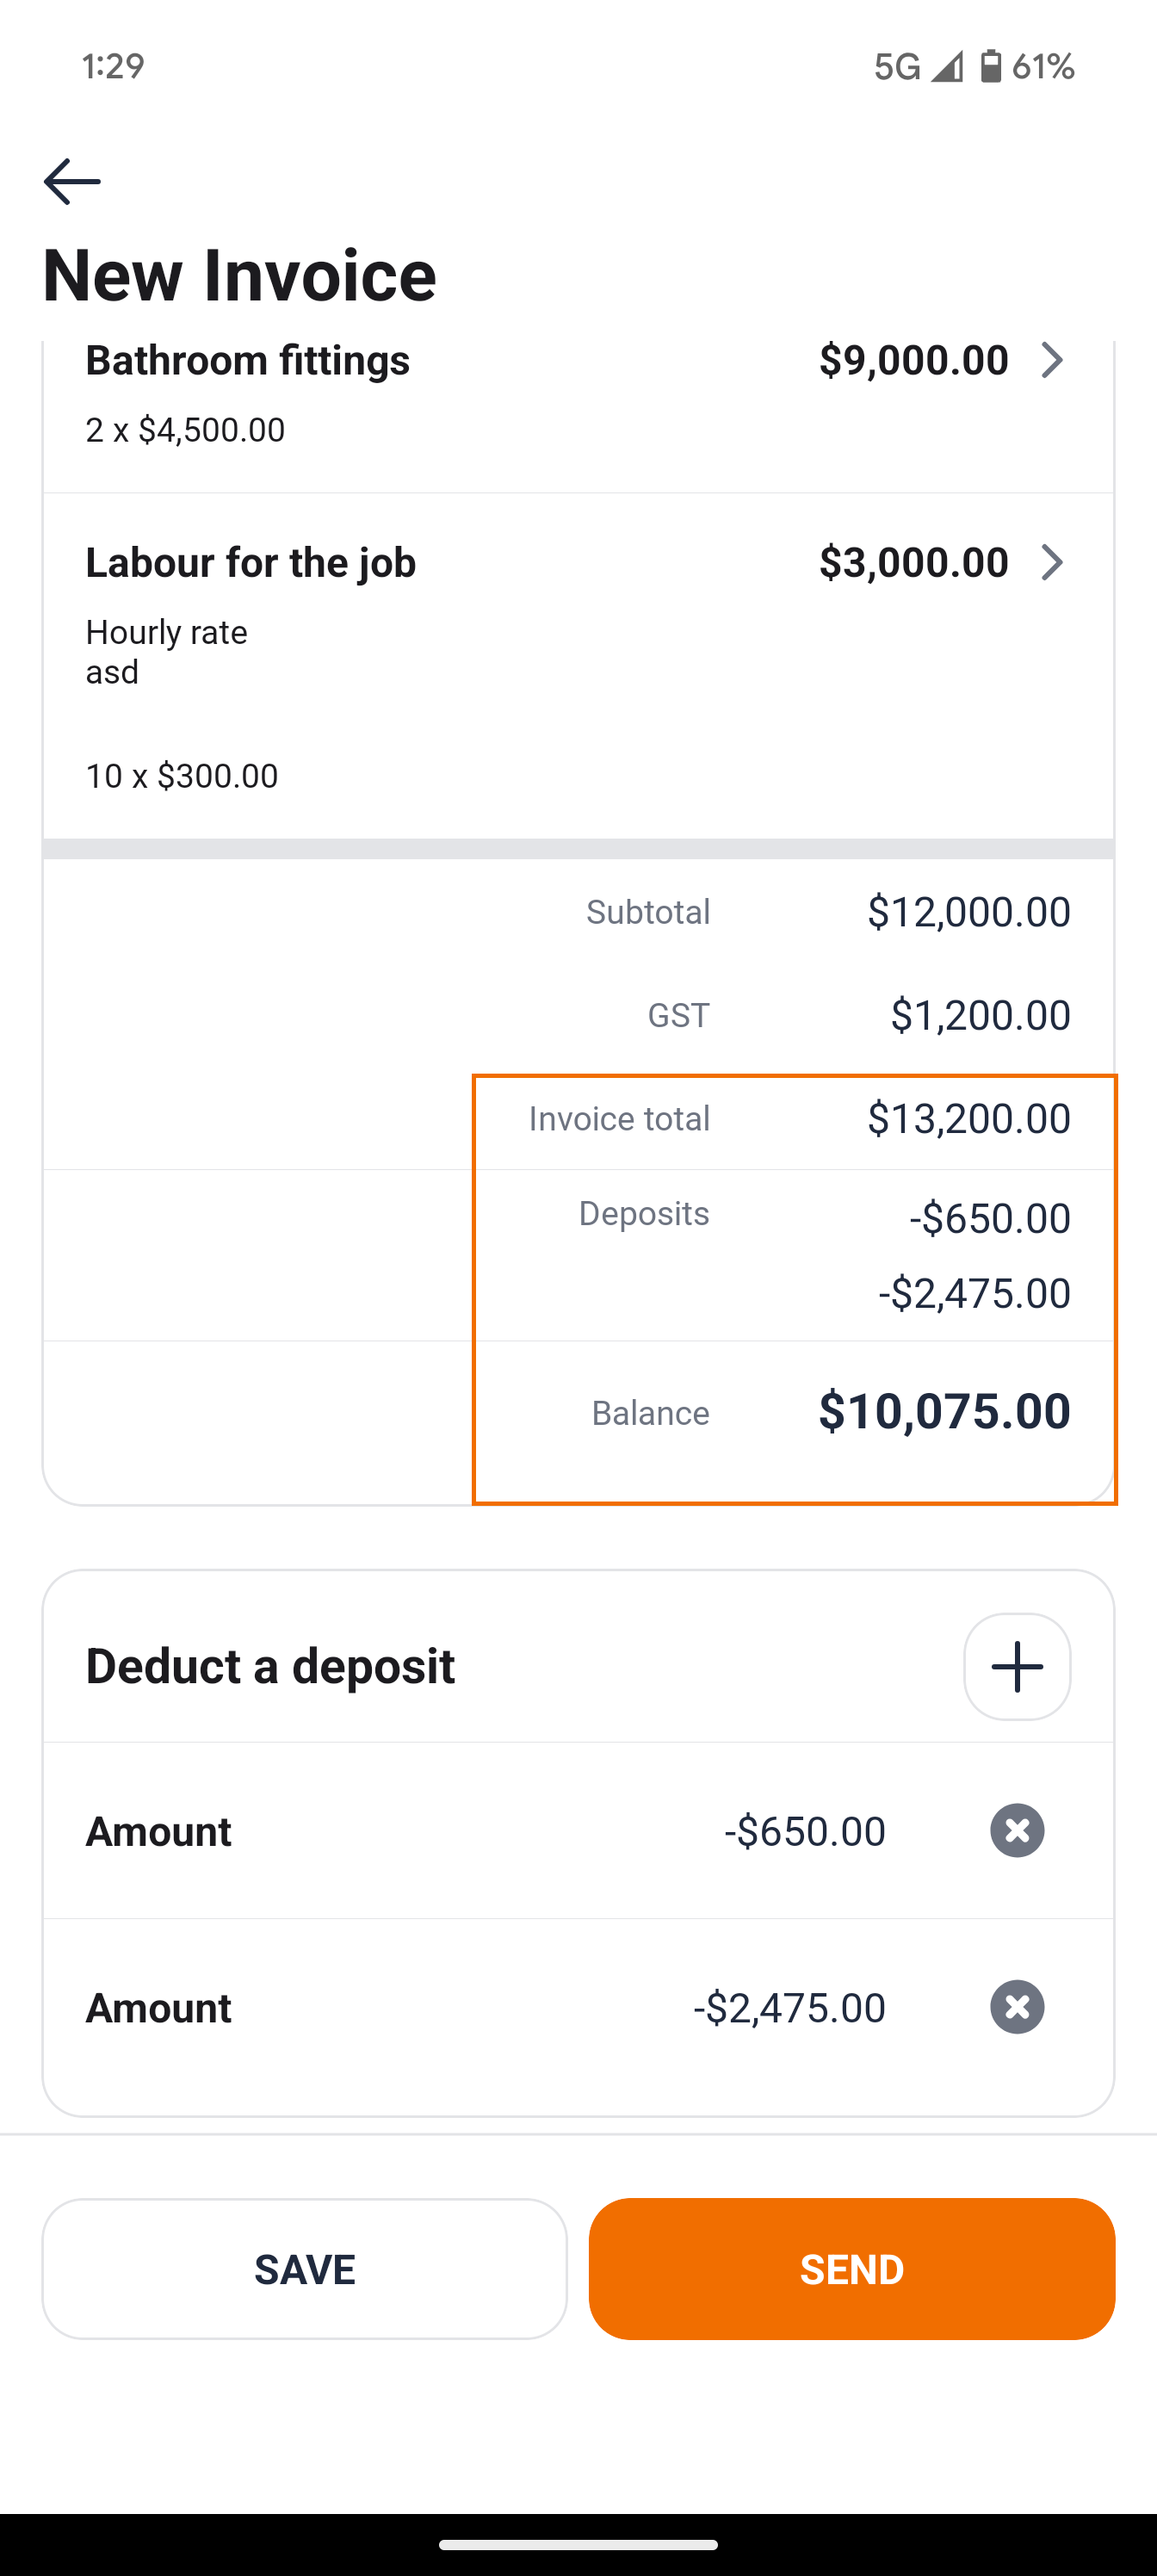 1:29 5G 61%
New Invoice
Bathroom fittings $9,000.00
2 x $4,500.00
Labour for the job $3,000.00
Hourly rate
asd
10 x $300.00
Subtotal $12,000.00
GST $1,200.00
Invoice total $13,200.00
Deposits -$650.00
-$2,475.00
Balance $10,075.00
Deduct a deposit
Amount -$650.00
Amount -$2,475.00
SAVE SEND